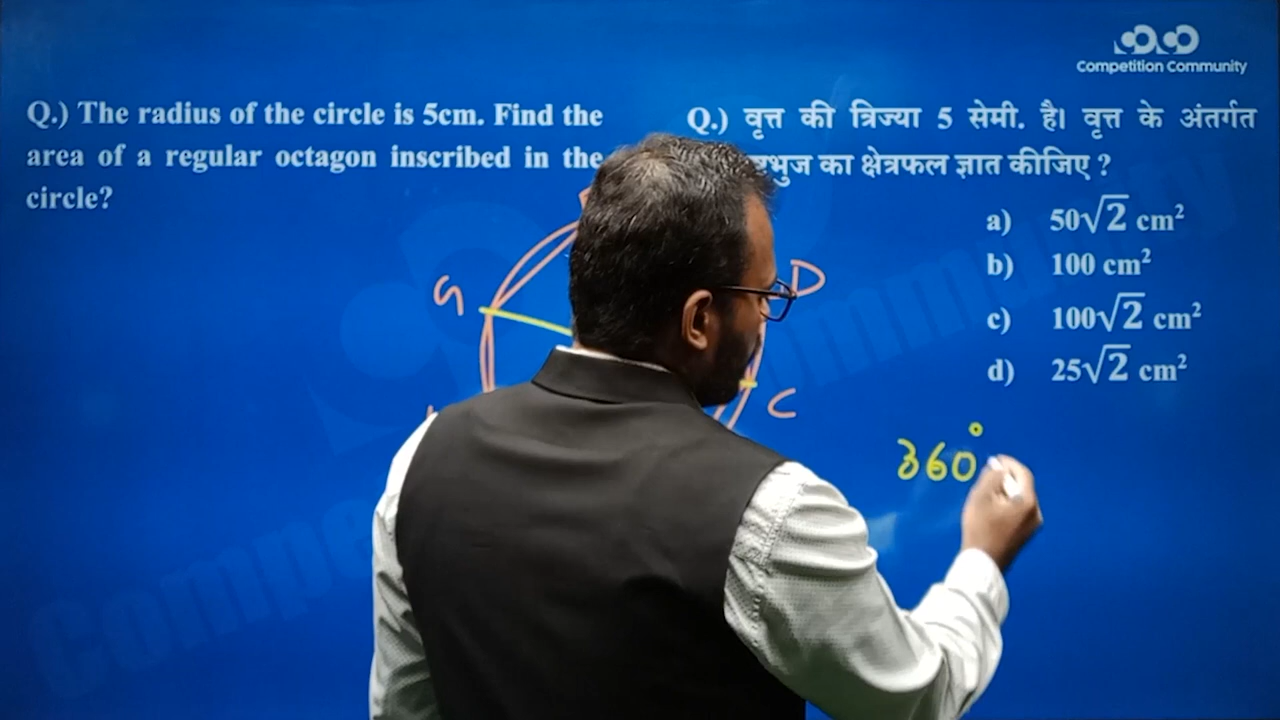 Competition Community
Q.) The radius of the circle is 5cm. Find the
area of a regular octagon inscribed in the
circle?
Q.) वृत्त की त्रिज्या 5 सेमी. है। वृत्त के अंतर्गत
का क्षेत्रफल ज्ञात कीजिए ?
a) 50√2 cm²
b) 100 cm²
c) 100√2 cm²
d) 25√2 cm²
G
D
C
360°